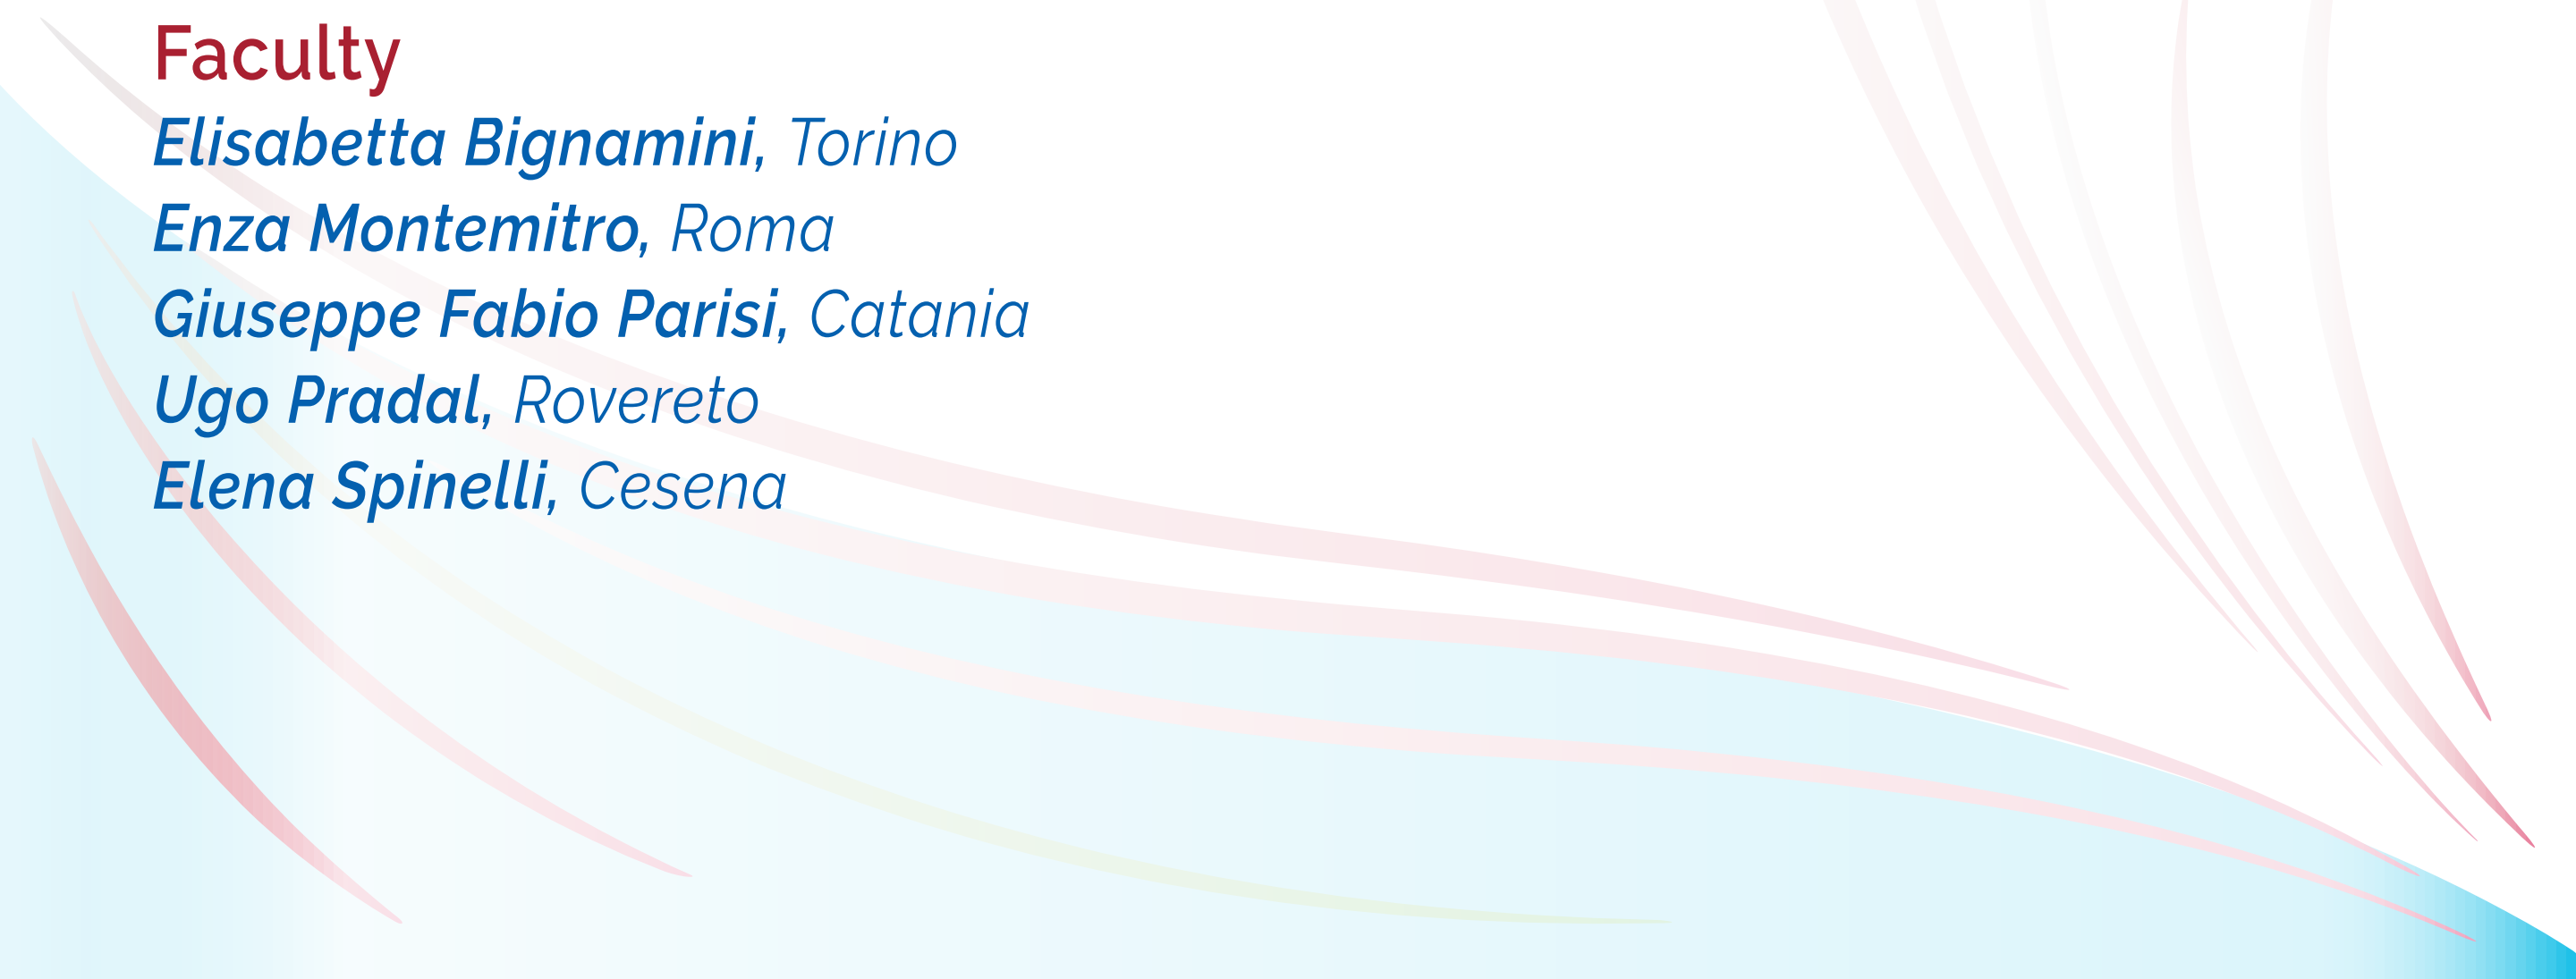 Faculty
Elisabetta Bignamini, Torino
Enza Montemitro, Roma
Giuseppe Fabio Parisi, Catania
Ugo Pradal, Rovereto
Elena Spinelli, Cesena